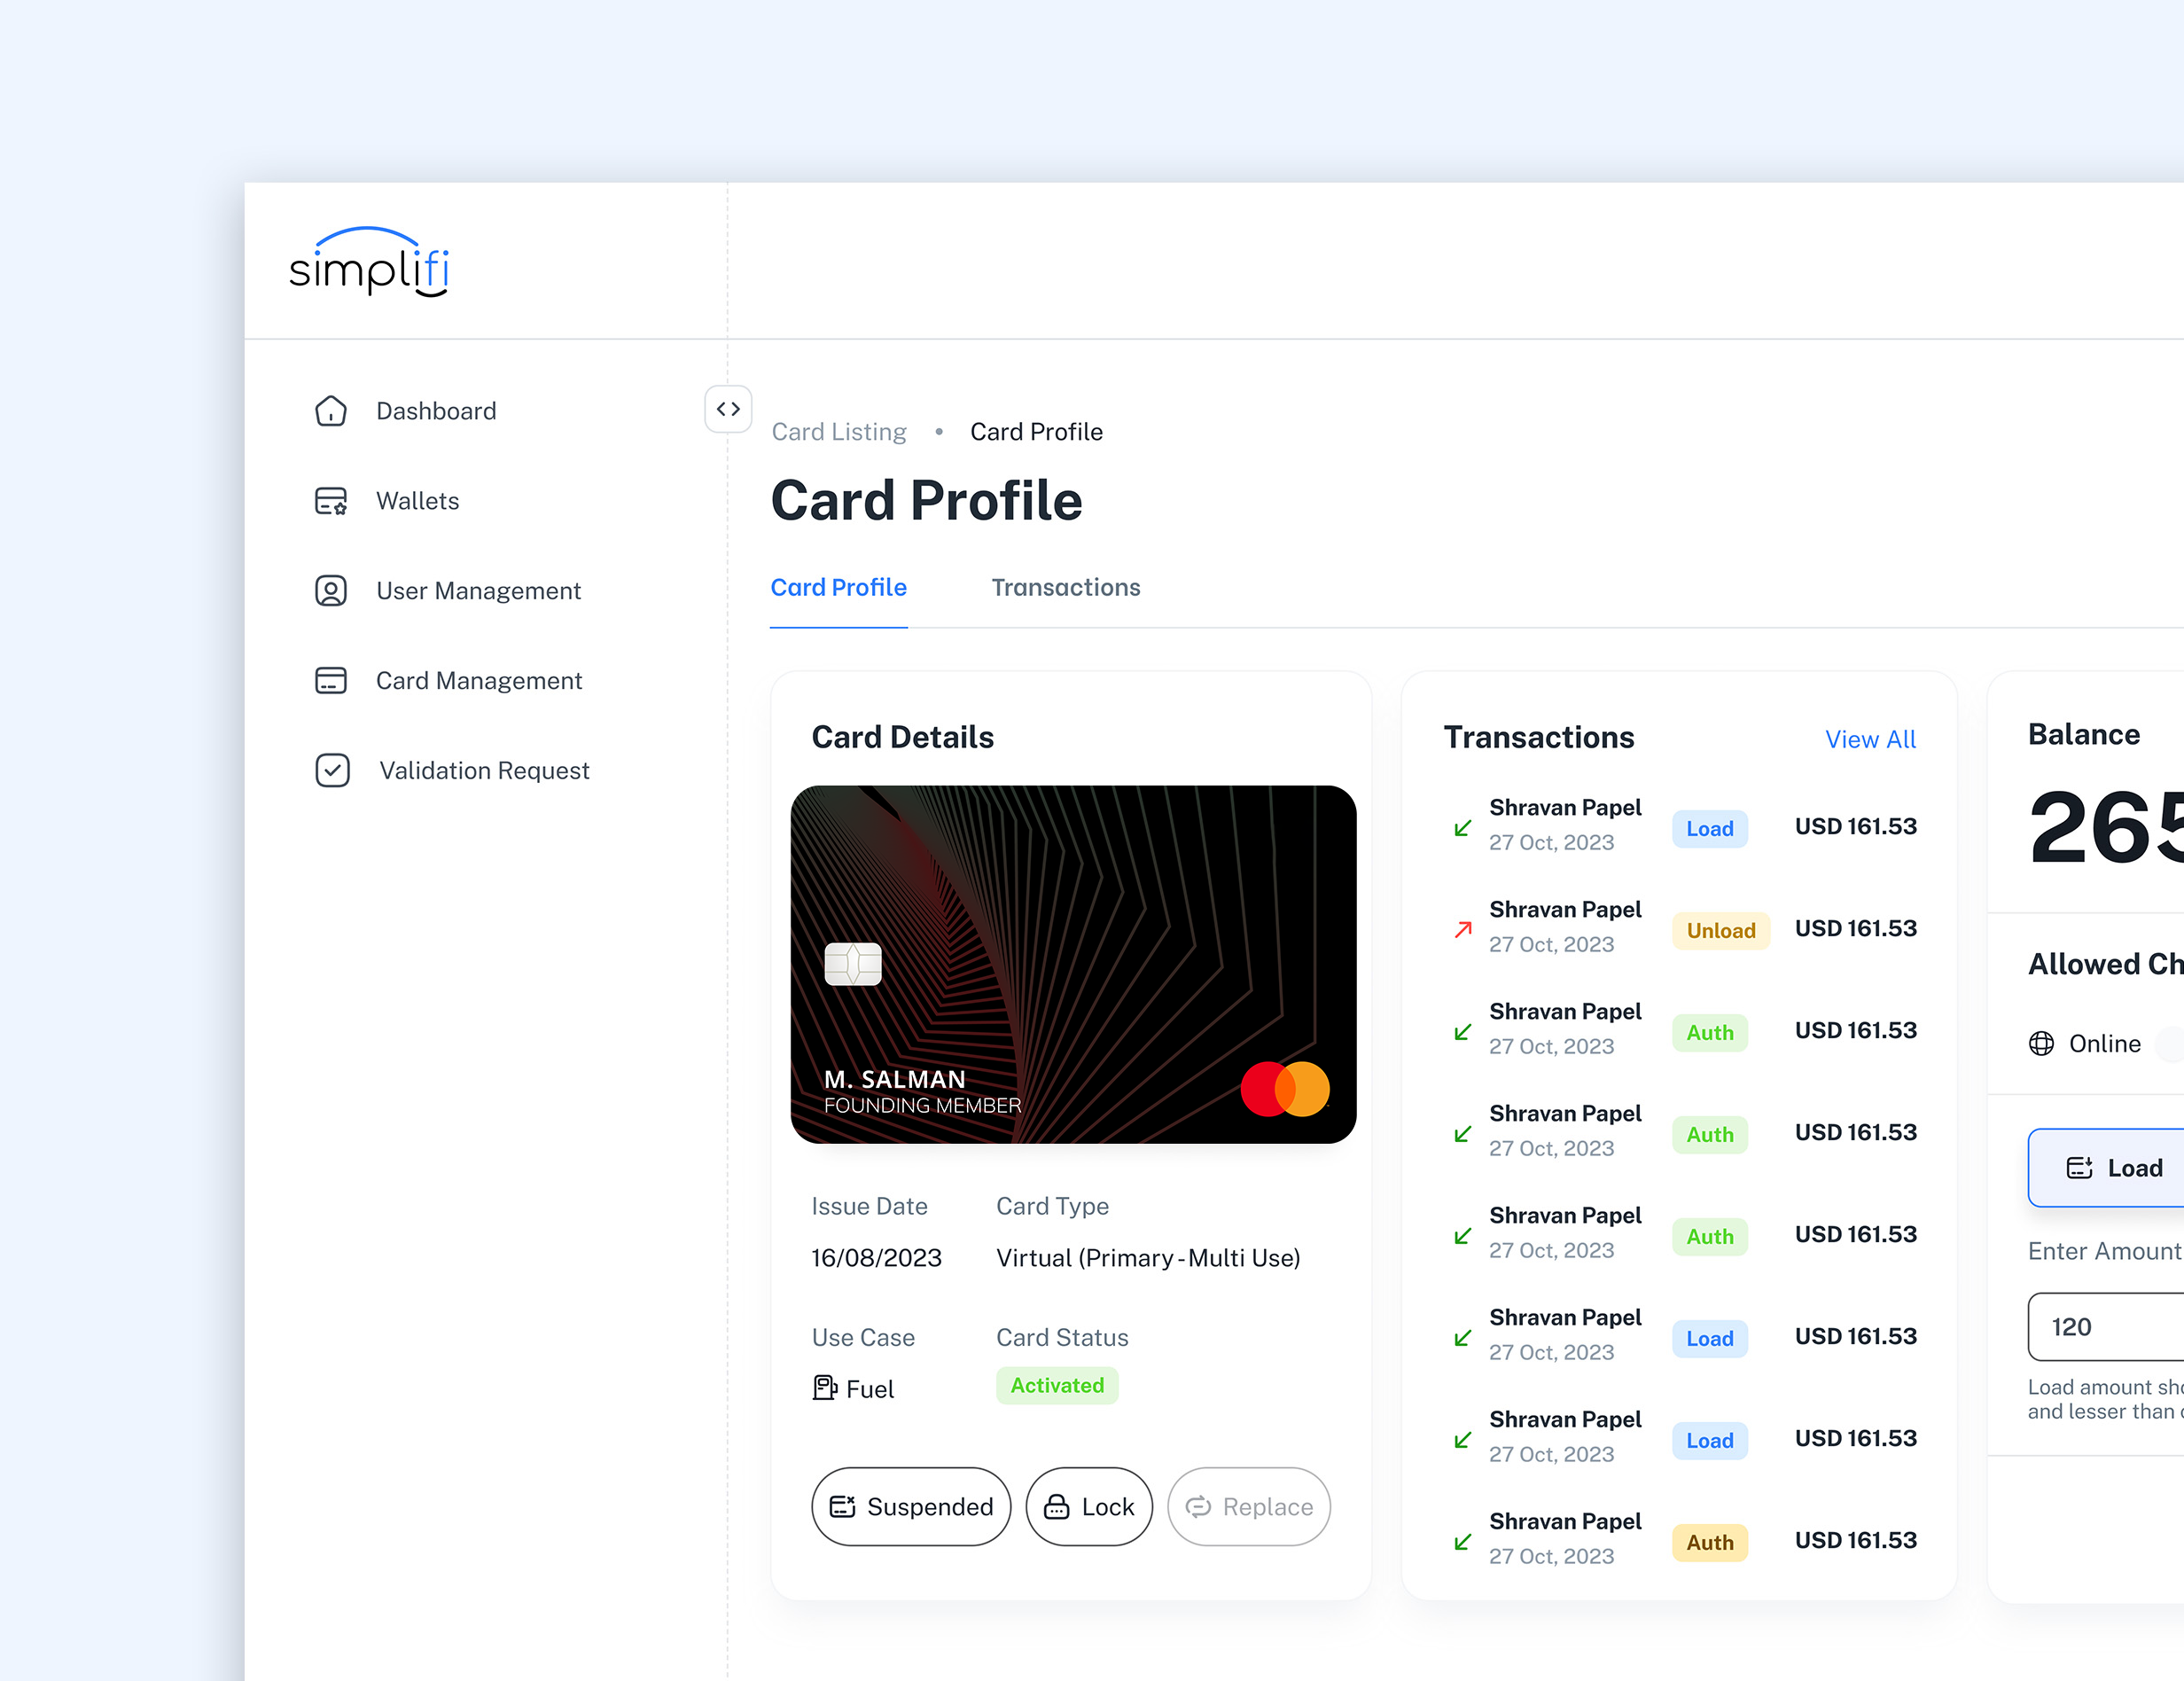 simplifi
Dashboard
Wallets
User Management
Card Management
Validation Request
Card Listing • Card Profile
Card Profile
Card Profile
Transactions
Card Details
M. SALMAN
FOUNDING MEMBER
Issue Date
Card Type
16/08/2023
Virtual (Primary - Multi Use)
Use Case
Card Status
Fuel
Activated
Suspended
Lock
Replace
Transactions
View All
Shravan Papel
27 Oct, 2023
Load
USD 161.53
Shravan Papel
27 Oct, 2023
Unload
USD 161.53
Shravan Papel
27 Oct, 2023
Auth
USD 161.53
Shravan Papel
27 Oct, 2023
Auth
USD 161.53
Shravan Papel
27 Oct, 2023
Auth
USD 161.53
Shravan Papel
27 Oct, 2023
Load
USD 161.53
Shravan Papel
27 Oct, 2023
Load
USD 161.53
Shravan Papel
27 Oct, 2023
Auth
USD 161.53
Balance
265
Allowed Ch
Online
Load
Enter Amount
120
Load amount sho
and lesser than